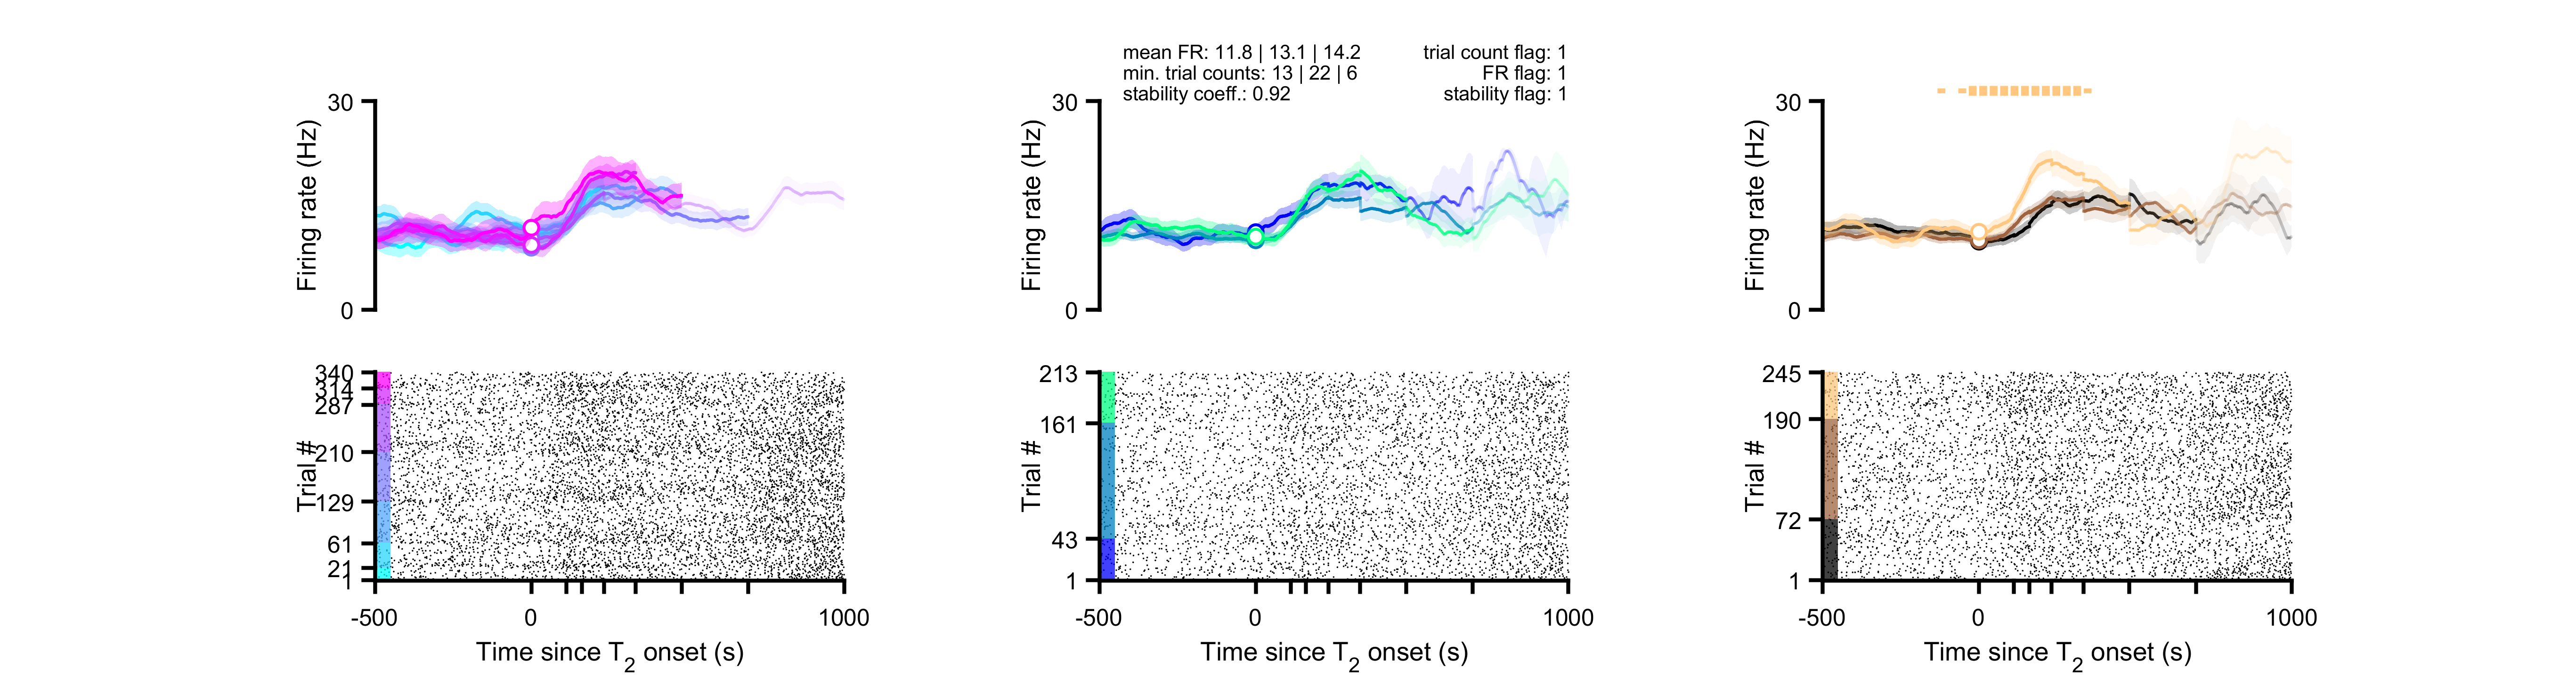 mean FR: 11.8 | 13.1 | 14.2
min. trial counts: 13 | 22 | 6
stability coeff.: 0.92
trial count flag: 1
FR flag: 1
stability flag: 1
30
Firing rate (Hz)
0
30
Firing rate (Hz)
0
30
Firing rate (Hz)
0
340
314
287
210
129
61
21
1
Trial #
-500
0
1000
Time since T2 onset (s)
213
161
43
1
Trial #
-500
0
1000
Time since T2 onset (s)
245
190
72
1
Trial #
-500
0
1000
Time since T2 onset (s)